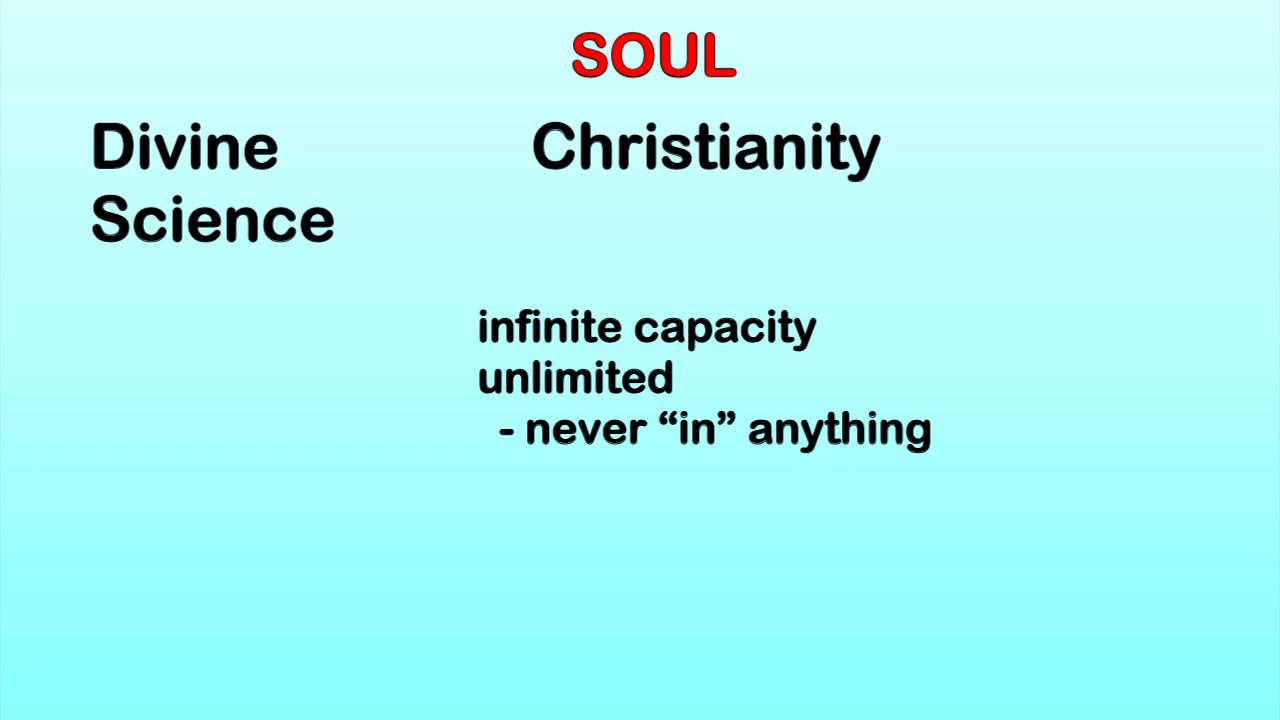 SOUL
Divine
Science
Christianity
infinite capacity
unlimited
- never “in” anything